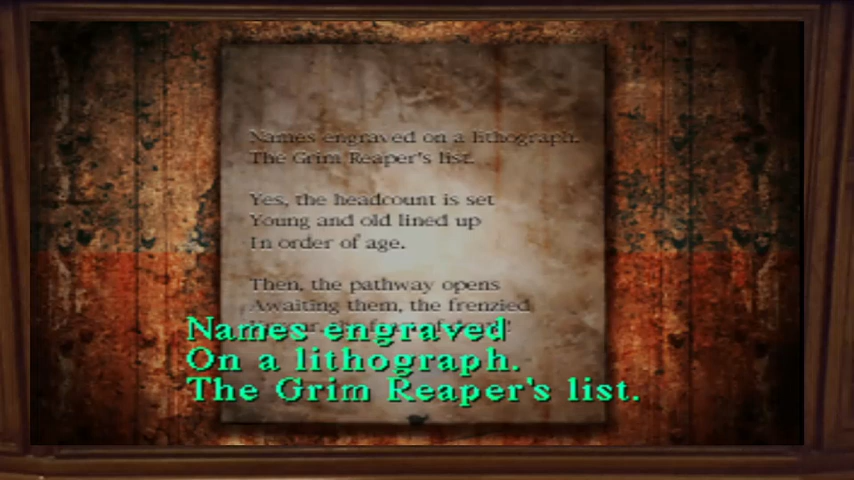 Names engraved on a lithograph.
The Grim Reaper's list.
Yes, the headcount is set
Young and old lined up
In order of age.
Then, the pathway opens
Awaiting them, the frenzied
Names engraved
On a lithograph.
The Grim Reaper's list.